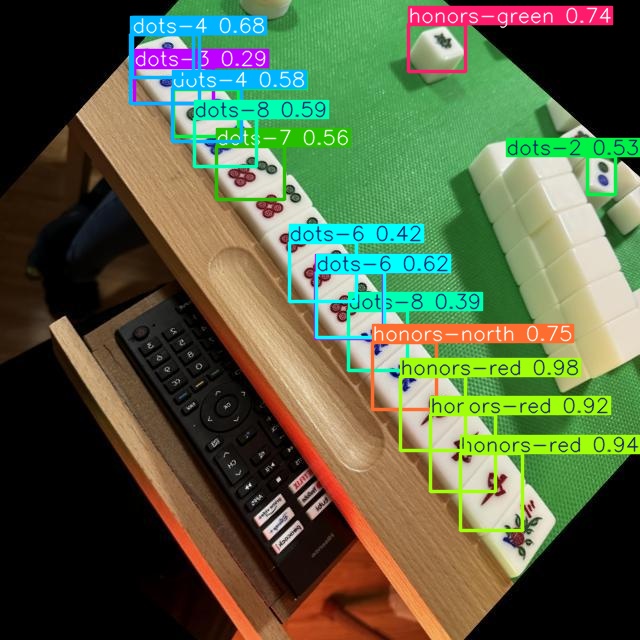 dots-4 0.68
honors-green 0.74
dots-3 0.29
dots-4 0.58
dots-8 0.59
dots-7 0.56
dots-2 0.53
dots-6 0.42
dots-6 0.62
dots-8 0.39
honors-north 0.75
honors-red 0.98
honors-red 0.92
honors-red 0.94